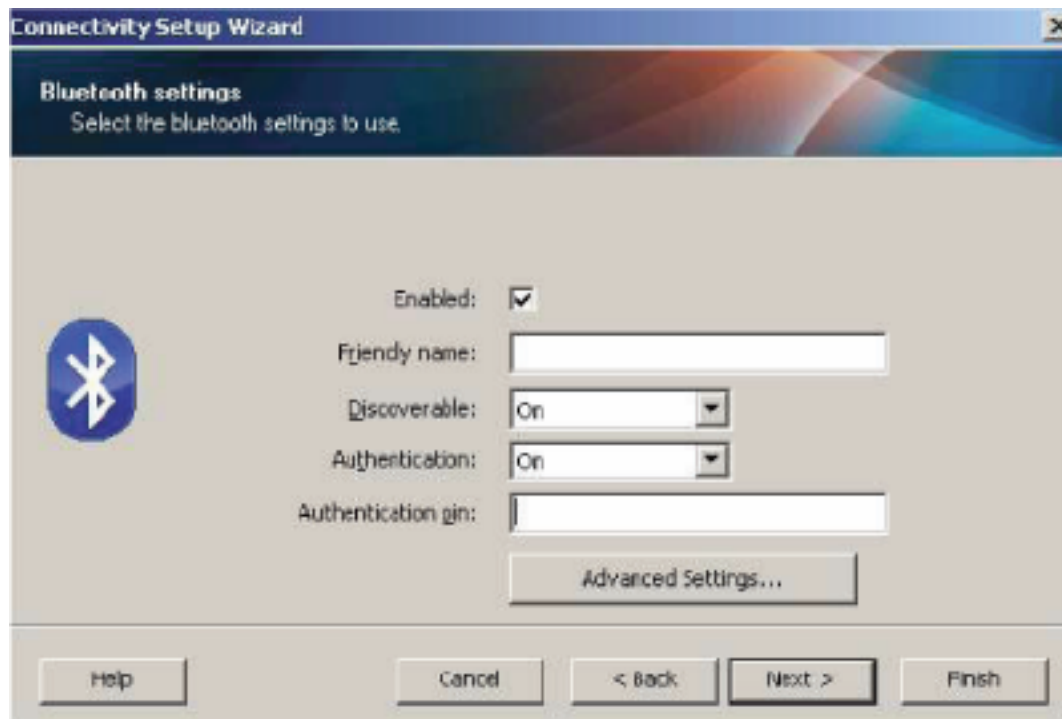 Connectivity Setup Wizard
Bluetooth settings
Select the bluetooth settings to use.
Enabled:
Friendly name:
Discoverable: On
Authentication: On
Authentication pin:
Advanced Settings...
Help Cancel < Back Next > Finish